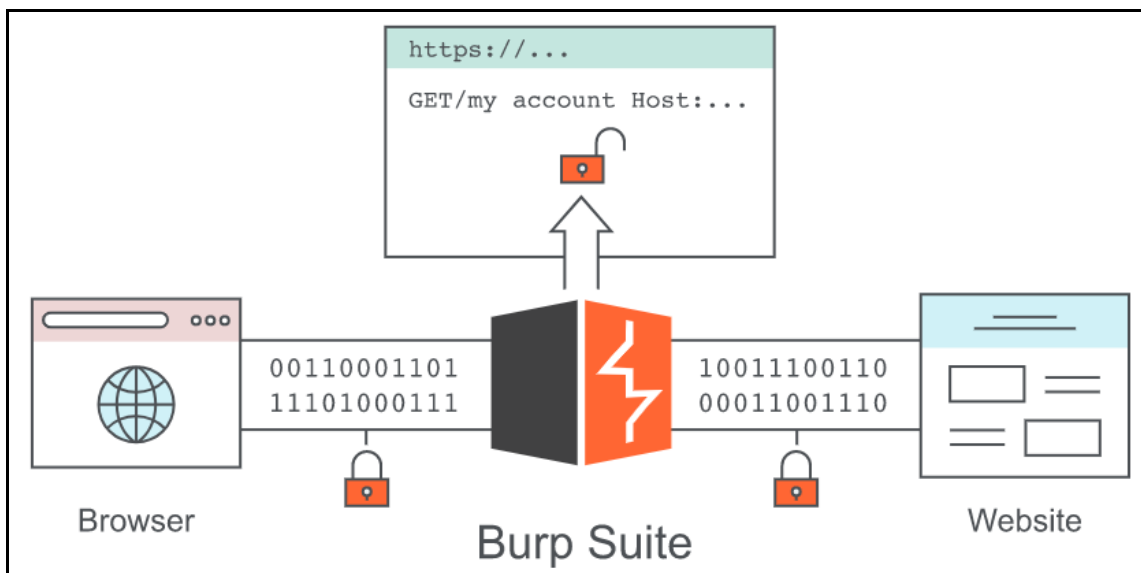 https://...
GET/my account Host:...
00110001101
11101000111
10011100110
00011001110
Browser
Burp Suite
Website